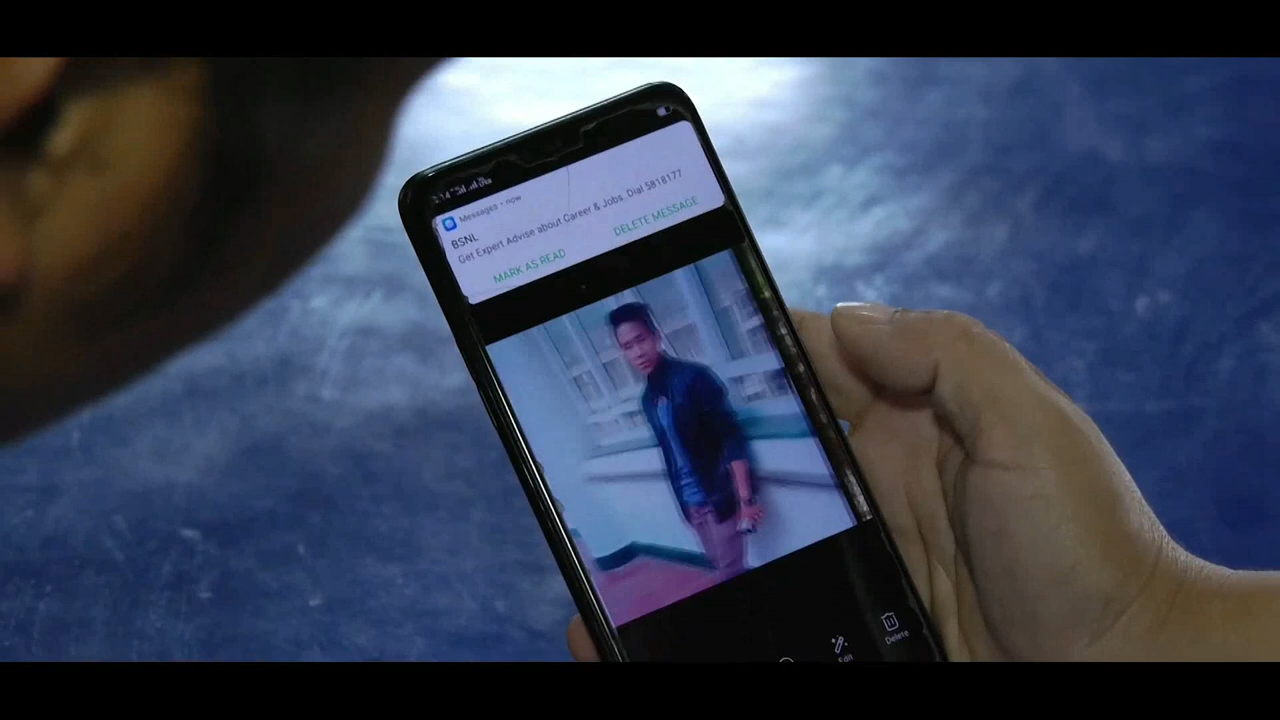 Messages • now
BSNL
Get Expert Advise about Career & Jobs. Dial 5818177
MARK AS READ
DELETE MESSAGE
Edit
Delete